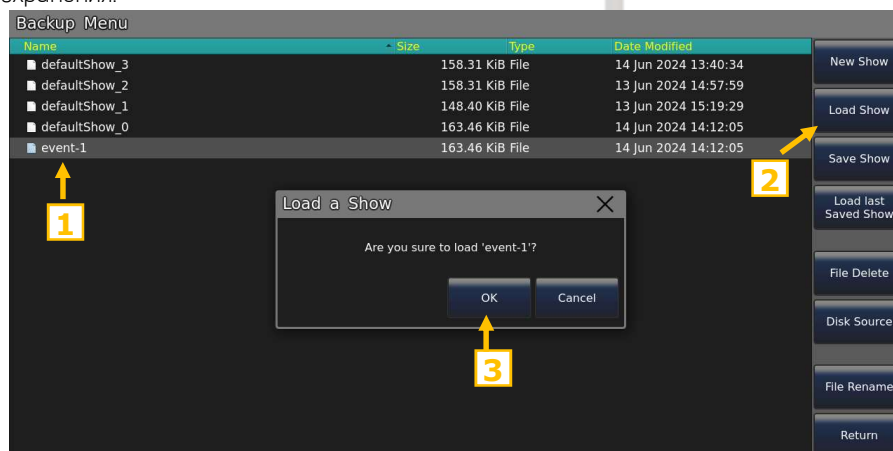 охранения.
Backup Menu
Name Size Type Date Modified
defaultShow_3 158.31 KiB File 14 Jun 2024 13:40:34
defaultShow_2 158.31 KiB File 13 Jun 2024 14:57:59
defaultShow_1 148.40 KiB File 13 Jun 2024 15:19:29
defaultShow_0 163.46 KiB File 14 Jun 2024 14:12:05
event-1 163.46 KiB File 14 Jun 2024 14:12:05
New Show
Load Show
Save Show
Load last
Saved Show
File Delete
Disk Source
File Rename
Return
1
2
Load a Show
Are you sure to load 'event-1'?
OK Cancel
3